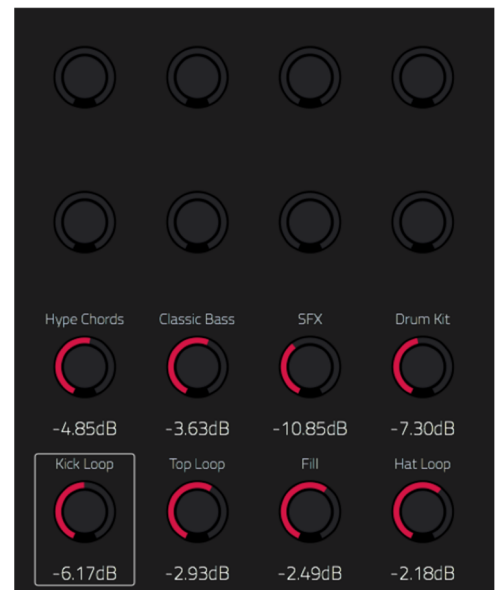 Hype Chords Classic Bass SFX Drum Kit
-4.85dB -3.63dB -10.85dB -7.30dB
Kick Loop Top Loop Fill Hat Loop
-6.17dB -2.93dB -2.49dB -2.18dB